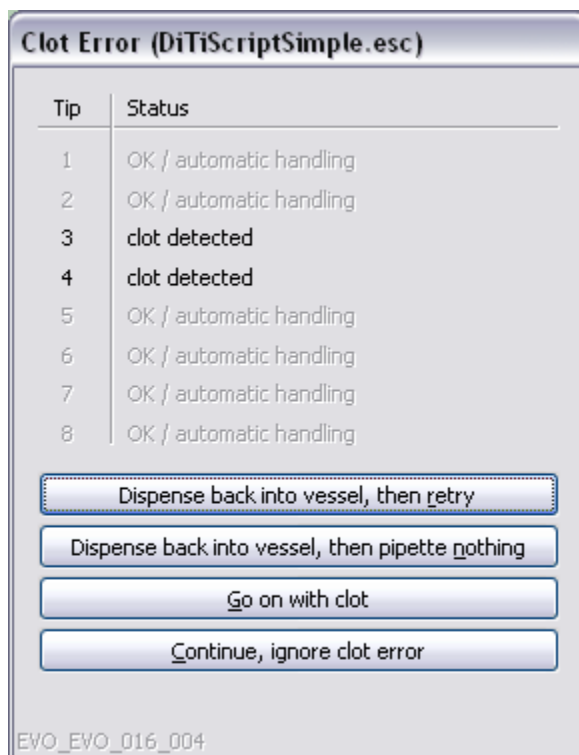 Clot Error (DiTiScriptSimple.esc)
Tip Status
1 OK / automatic handling
2 OK / automatic handling
3 clot detected
4 clot detected
5 OK / automatic handling
6 OK / automatic handling
7 OK / automatic handling
8 OK / automatic handling
Dispense back into vessel, then retry
Dispense back into vessel, then pipette nothing
Go on with clot
Continue, ignore clot error
EVO_EVO_016_004